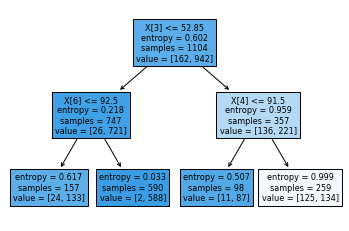 X[3] <= 52.85
entropy = 0.602
samples = 1104
value = [162, 942]
X[6] <= 92.5
entropy = 0.218
samples = 747
value = [26, 721]
X[4] <= 91.5
entropy = 0.959
samples = 357
value = [136, 221]
entropy = 0.617
samples = 157
value = [24, 133]
entropy = 0.033
samples = 590
value = [2, 588]
entropy = 0.507
samples = 98
value = [11, 87]
entropy = 0.999
samples = 259
value = [125, 134]